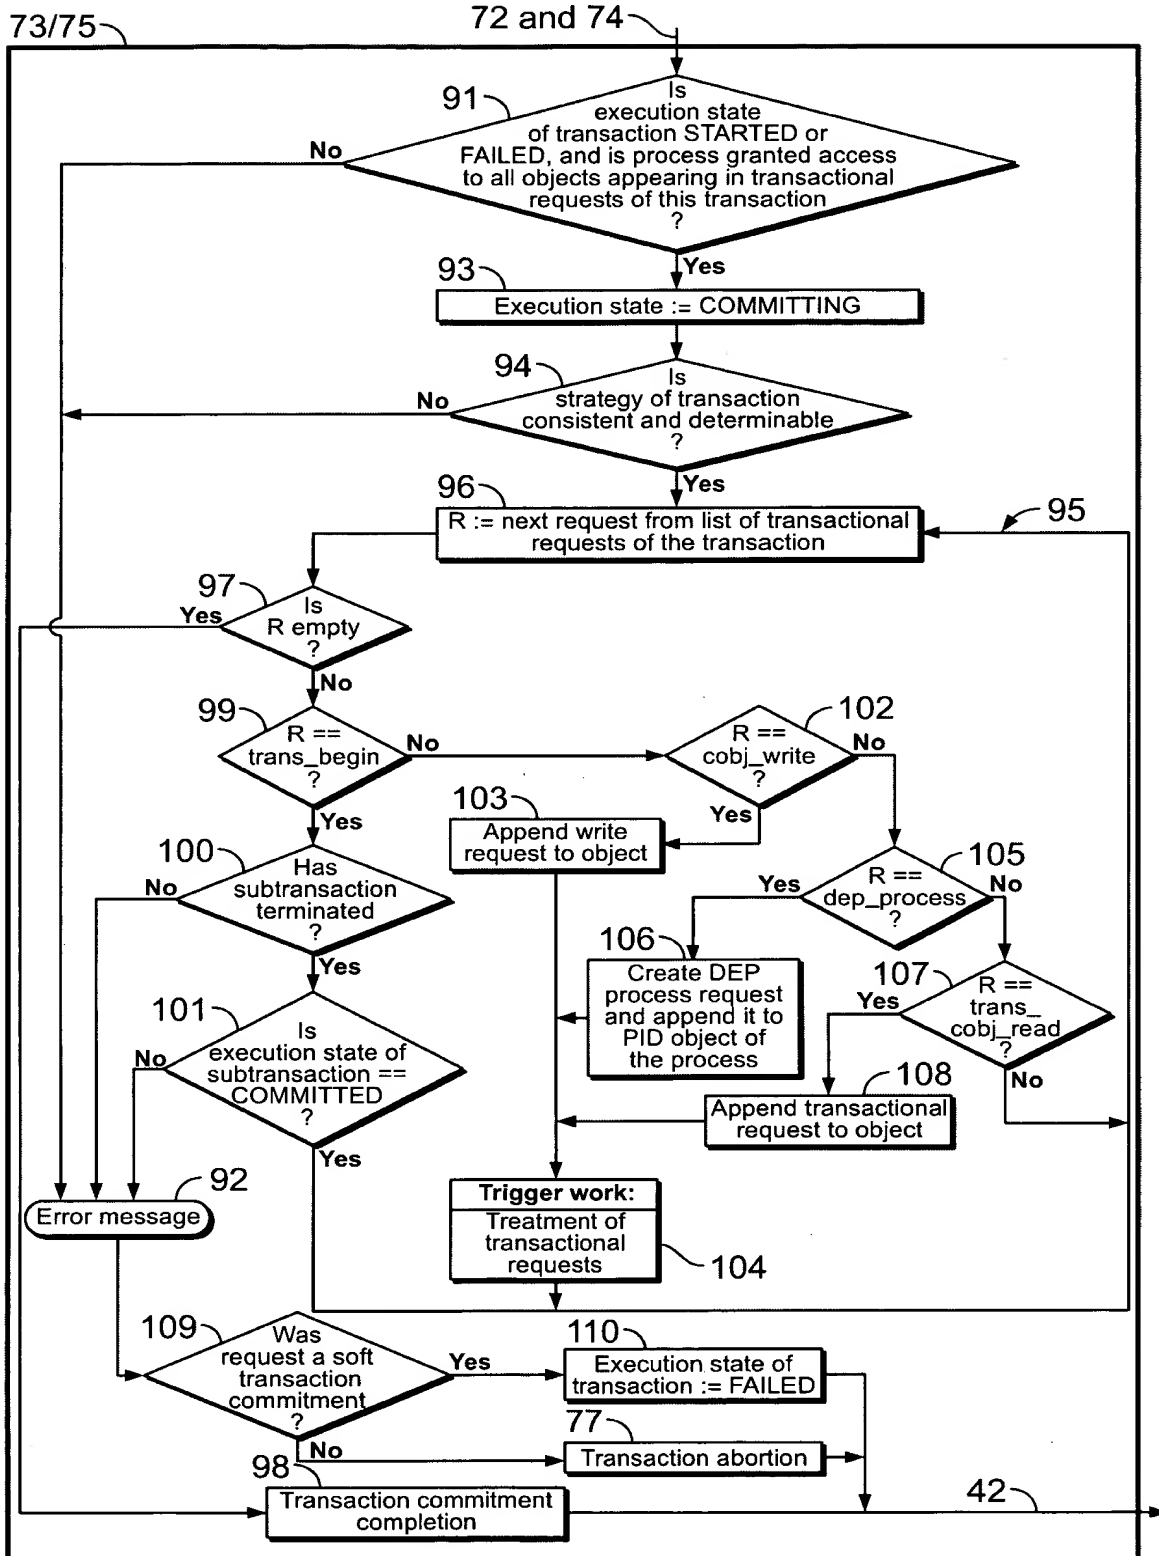 73/75
72 and 74
91
Is
execution state
of transaction STARTED or
FAILED, and is process granted access
to all objects appearing in transactional
requests of this transaction
?
No
Yes
93
Execution state := COMMITTING
94
Is
strategy of transaction
consistent and determinable
?
No
Yes
96
R := next request from list of transactional
requests of the transaction
95
97
Is
R empty
?
Yes
No
99
R ==
trans_begin
?
No
Yes
102
R ==
cobj_write
?
No
Yes
103
Append write
request to object
100
Has
subtransaction
terminated
?
No
Yes
105
R ==
dep_process
?
Yes
No
106
Create DEP
process request
and append it to
PID object of
the process
107
R ==
trans_
cobj_read
?
Yes
No
101
Is
execution state of
subtransaction ==
COMMITTED
?
No
Yes
108
Append transactional
request to object
92
Error message
Trigger work:
Treatment of
transactional
requests
104
109
Was
request a soft
transaction
commitment
?
Yes
No
110
Execution state of
transaction := FAILED
77
Transaction abortion
98
Transaction commitment
completion
42